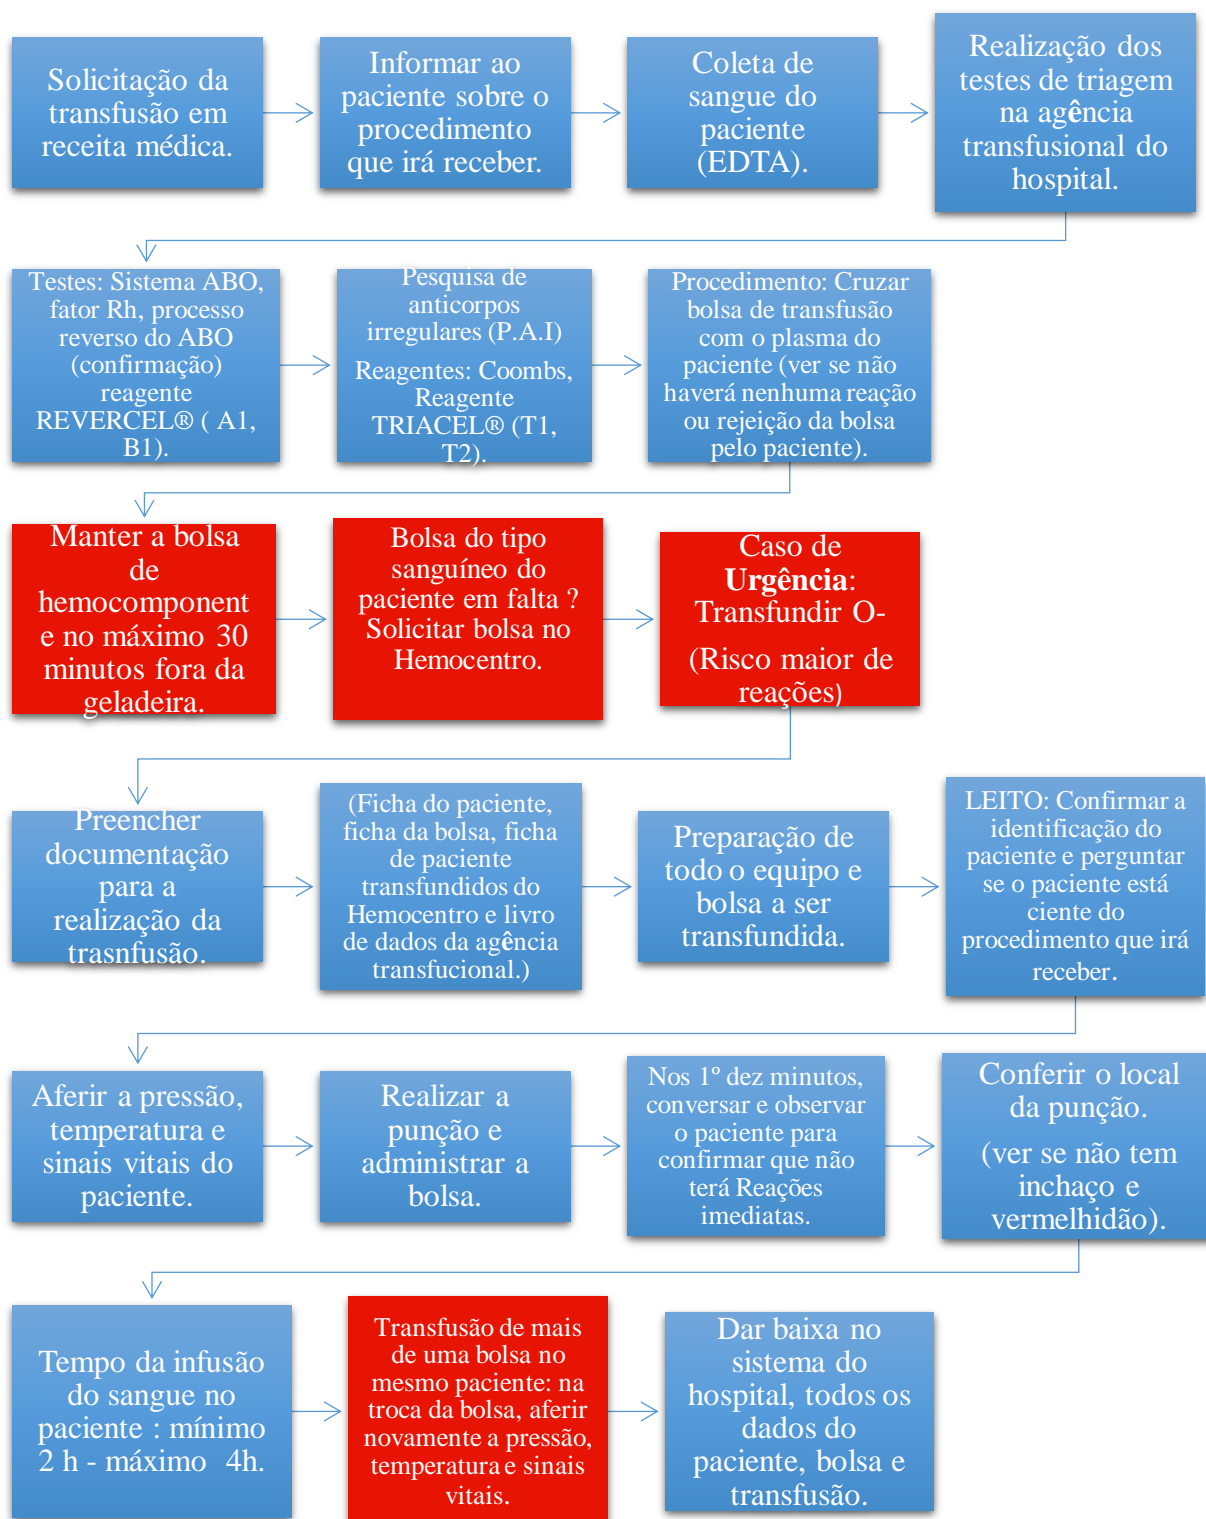 Solicitação da
transfusão em
receita médica.
Informar ao
paciente sobre o
procedimento
que irá receber.
Coleta de
sangue do
paciente
(EDTA).
Realização dos
testes de triagem
na agência
transfusional do
hospital.
Testes: Sistema ABO,
fator Rh, processo
reverso do ABO
(confirmação)
reagente
REVERCEL® ( A1,
B1).
Pesquisa de
anticorpos
irregulares (P.A.I)
Reagentes: Coombs,
Reagente
TRIACEL® (T1,
T2).
Procedimento: Cruzar
bolsa de transfusão
com o plasma do
paciente (ver se não
haverá nenhuma reação
ou rejeição da bolsa
pelo paciente).
Manter a bolsa
de
hemocomponent
e no máximo 30
minutos fora da
geladeira.
Bolsa do tipo
sanguíneo do
paciente em falta ?
Solicitar bolsa no
Hemocentro.
Caso de
Urgência:
Transfundir O-
(Risco maior de
reações)
Preencher
documentação
para a
realização da
trasnfusão.
(Ficha do paciente,
ficha da bolsa, ficha
de paciente
transfundidos do
Hemocentro e livro
de dados da agência
transfucional.)
Preparação de
todo o equipo e
bolsa a ser
transfundida.
LEITO: Confirmar a
identificação do
paciente e perguntar
se o paciente está
ciente do
procedimento que irá
receber.
Aferir a pressão,
temperatura e
sinais vitais do
paciente.
Realizar a
punção e
administrar a
bolsa.
Nos 1º dez minutos,
conversar e observar
o paciente para
confirmar que não
terá Reações
imediatas.
Conferir o local
da punção.
(ver se não tem
inchaço e
vermelhidão).
Tempo da infusão
do sangue no
paciente : mínimo
2 h - máximo 4h.
Transfusão de mais
de uma bolsa no
mesmo paciente: na
troca da bolsa, aferir
novamente a pressão,
temperatura e sinais
vitais.
Dar baixa no
sistema do
hospital, todos os
dados do
paciente, bolsa e
transfusão.